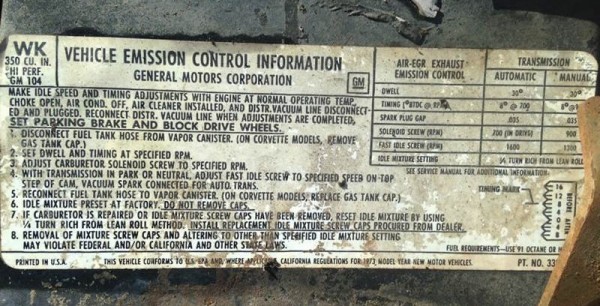 WK
350 CU. IN.
HI PERF.
GM 104
VEHICLE EMISSION CONTROL INFORMATION
GENERAL MOTORS CORPORATION
GM
MAKE IDLE SPEED AND TIMING ADJUSTMENTS WITH ENGINE AT NORMAL OPERATING TEMP.
CHOKE OPEN, AIR COND. OFF, AIR CLEANER INSTALLED, AND DISTR. VACUUM LINE DISCONNECT-
ED AND PLUGGED. RECONNECT DISTR. VACUUM LINE WHEN ADJUSTMENTS ARE COMPLETED.
SET PARKING BRAKE AND BLOCK DRIVE WHEELS.
1. DISCONNECT FUEL TANK HOSE FROM VAPOR CANISTER. (ON CORVETTE MODELS, REMOVE
GAS TANK CAP.)
2. SET DWELL AND TIMING AT SPECIFIED RPM.
3. ADJUST CARBURETOR SOLENOID SCREW TO SPECIFIED RPM.
4. WITH TRANSMISSION IN PARK OR NEUTRAL, ADJUST FAST IDLE SCREW TO SPECIFIED SPEED ON TOP
STEP OF CAM, VACUUM SPARK CONNECTED FOR AUTO. TRANS.
5. RECONNECT FUEL TANK HOSE TO VAPOR CANISTER. (ON CORVETTE MODELS, REPLACE GAS TANK CAP.)
6. IDLE MIXTURE PRESET AT FACTORY. DO NOT REMOVE CAPS.
7. IF CARBURETOR IS REPAIRED OR IDLE MIXTURE SCREW CAPS HAVE BEEN REMOVED, RESET IDLE MIXTURE BY USING
¼ TURN RICH FROM LEAN ROLL METHOD. INSTALL REPLACEMENT IDLE MIXTURE SCREW CAPS PROCURED FROM DEALER.
8. REMOVAL OF MIXTURE SCREW CAPS AND ALTERING TO OTHER THAN SPECIFIED IDLE MIXTURE SETTING
MAY VIOLATE FEDERAL AND/OR CALIFORNIA AND OTHER STATE LAWS.
AIR-EGR EXHAUST EMISSION CONTROL
TRANSMISSION
AUTOMATIC MANUAL
DWELL 30° 30°
TIMING (°BTDC @ 8° @ 700 8° @
SPARK PLUG GAP .035 .035
SOLENOID SCREW (RPM) 700 (IN DRIVE) 900
FAST IDLE SCREW (RPM) 1600 1300
IDLE MIXTURE SETTING ¼ TURN RICH FROM LEAN ROLL
SEE SERVICE MANUAL FOR ADDITIONAL INFORMATION.
TIMING MARK
BEFORE
FUEL REQUIREMENTS—USE 91 OCTANE OR
PRINTED IN U.S.A. THIS VEHICLE CONFORMS TO U.S. EPA AND, WHERE APPLICABLE, CALIFORNIA REGULATIONS FOR 1973 MODEL YEAR NEW MOTOR VEHICLES. PT. NO.